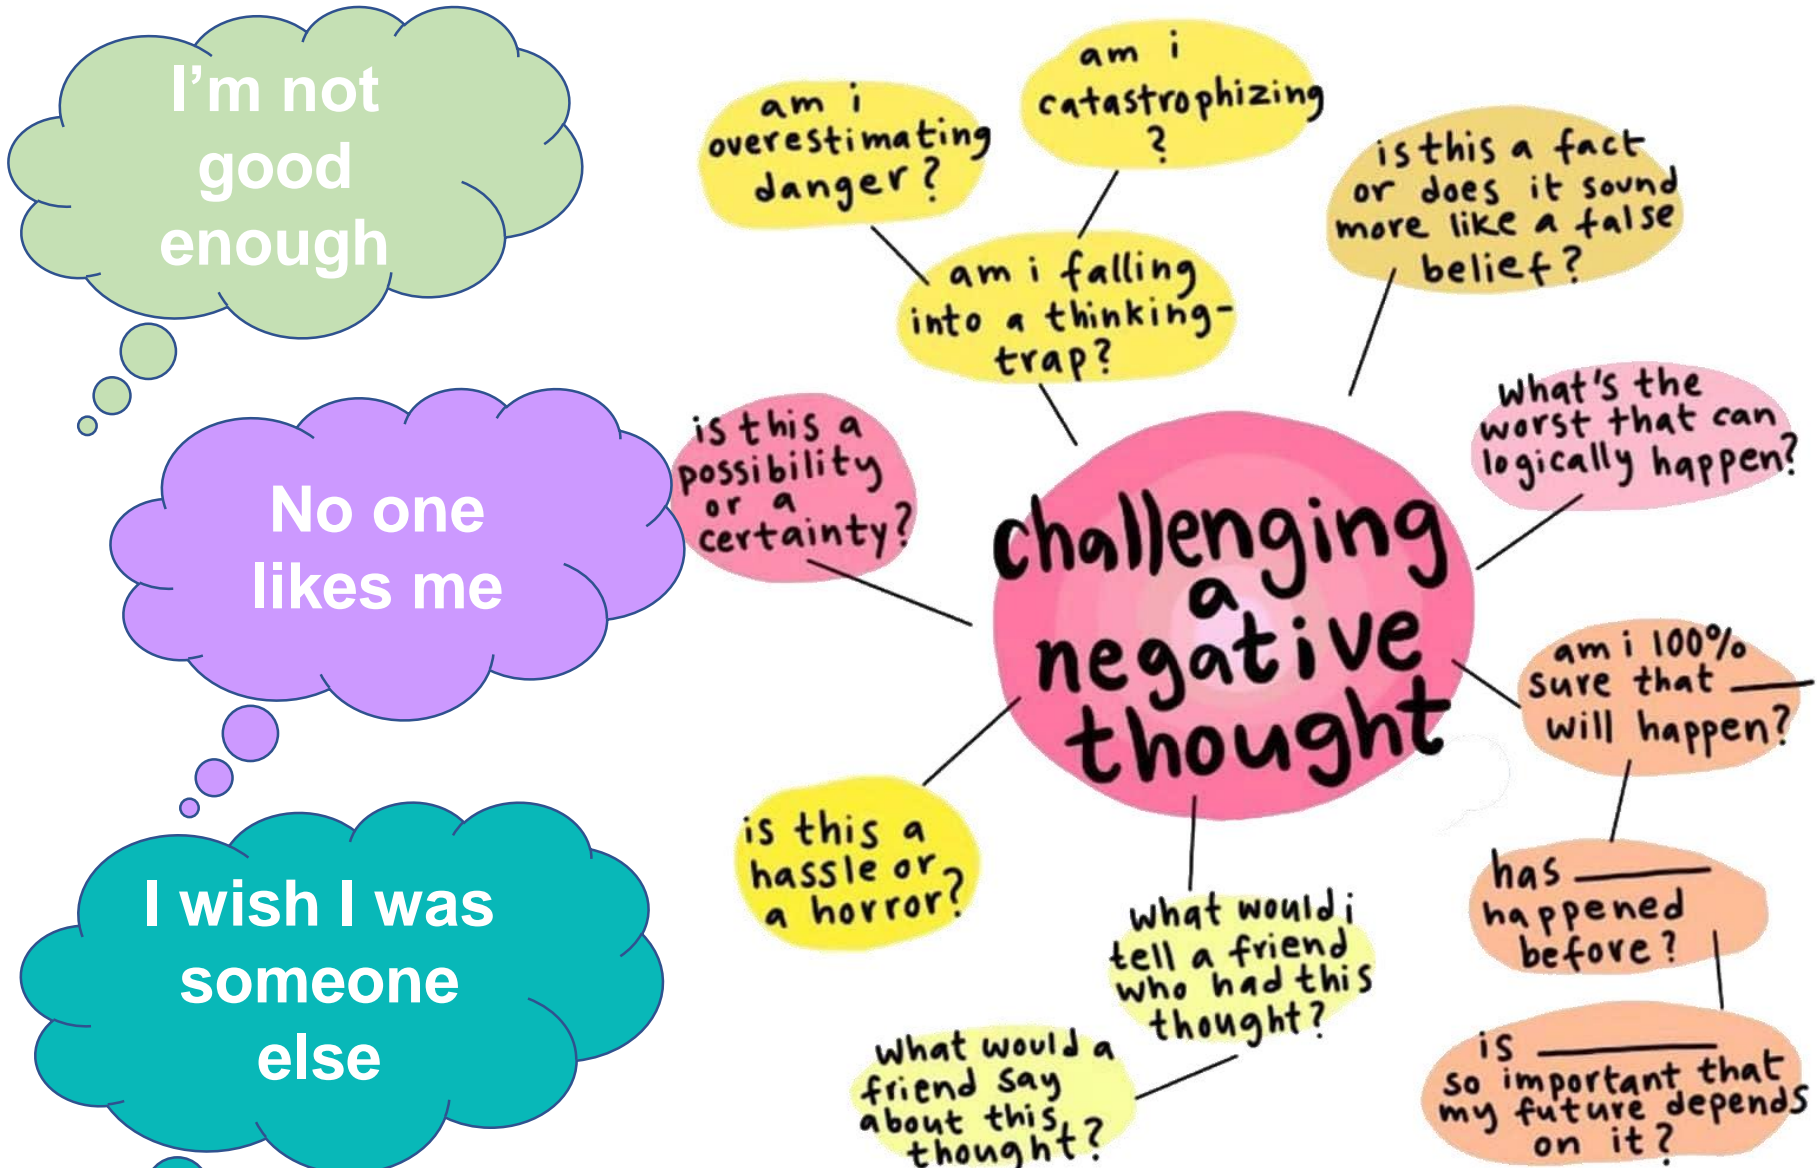 I’m not
good
enough
No one
likes me
I wish I was
someone
else
am i
overestimating
danger?
am i
catastrophizing
?
am i falling
into a thinking-
trap?
is this a fact
or does it sound
more like a false
belief?
is this a
possibility
or a
certainty?
what's the
worst that can
logically happen?
challenging
a
negative
thought
am i 100%
sure that ____
will happen?
has ______
happened
before?
is ________
so important that
my future depends
on it?
is this a
hassle or
a horror?
what would i
tell a friend
who had this
thought?
what would a
friend say
about this
thought?